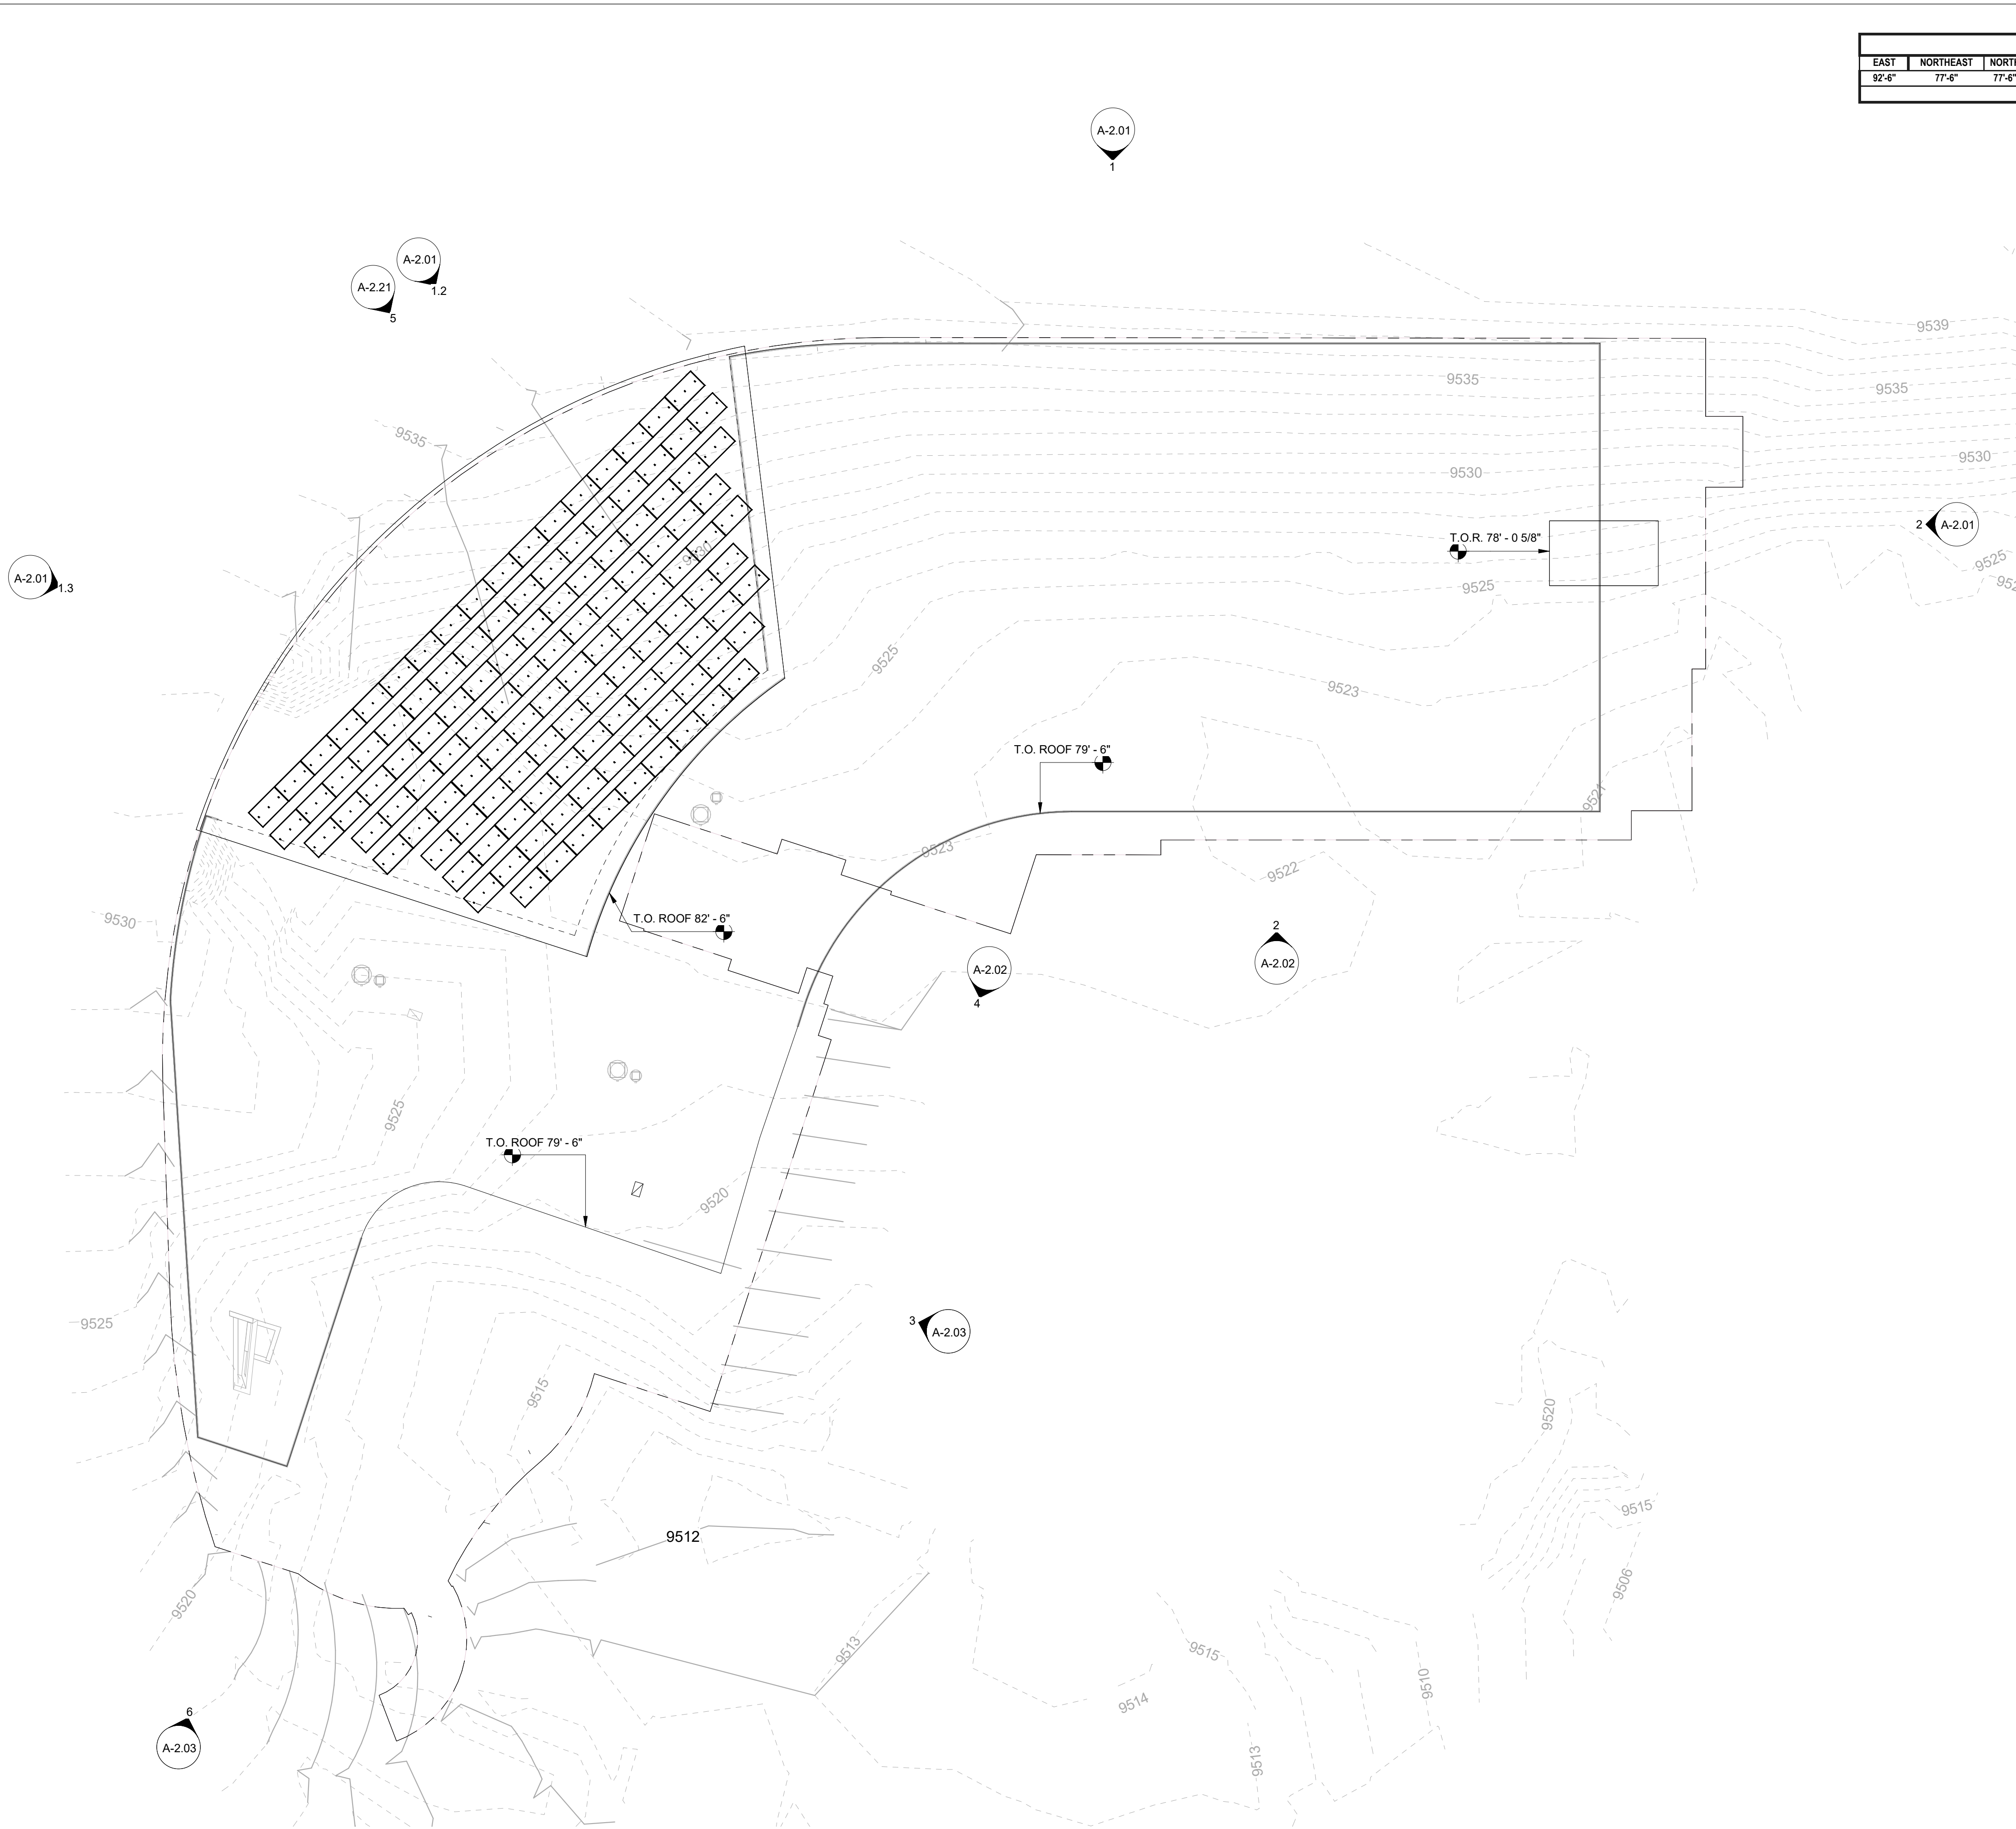 EAST NORTHEAST
92'-6" 77'-6" 77'-6"
A-2.01
1
A-2.01
1.2
A-2.21
5
9539
9535
9535
9535
9530
9530
2 A-2.01
T.O.R. 78' - 0 5/8"
9530
9525
9525
A-2.01
1.3
9525
9523
T.O. ROOF 79' - 6"
9521
9523
9522
9530
T.O. ROOF 82' - 6"
2
A-2.02
A-2.02
4
9525
T.O. ROOF 79' - 6"
9520
9525
3
A-2.03
9515
9520
9515
9512
9506
9520
9513
9515
9510
9514
6
A-2.03
9513